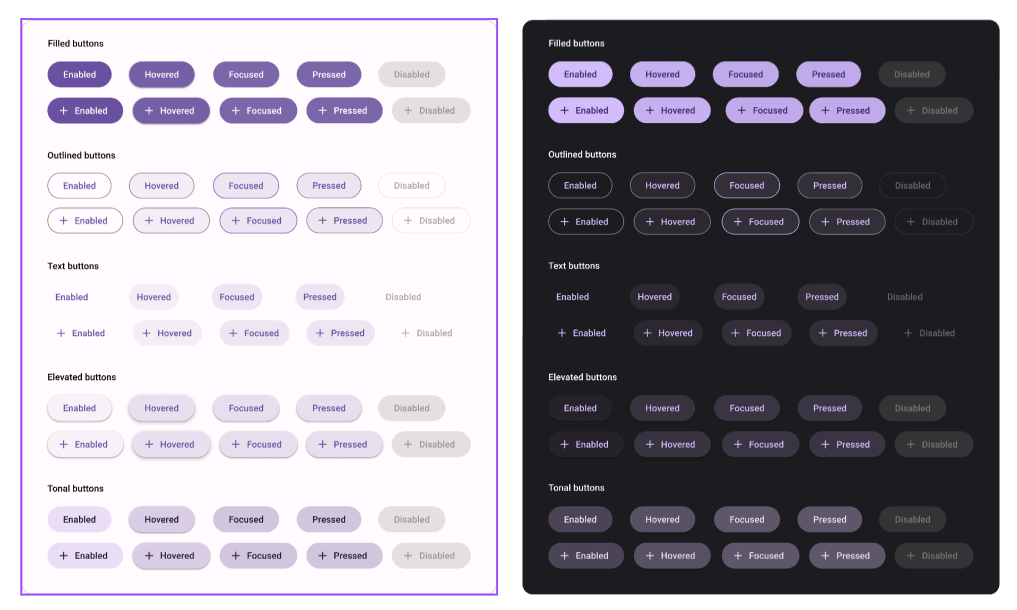 Filled buttons
Enabled Hovered Focused Pressed Disabled
+ Enabled + Hovered + Focused + Pressed + Disabled
Outlined buttons
Enabled Hovered Focused Pressed Disabled
+ Enabled + Hovered + Focused + Pressed + Disabled
Text buttons
Enabled Hovered Focused Pressed Disabled
+ Enabled + Hovered + Focused + Pressed + Disabled
Elevated buttons
Enabled Hovered Focused Pressed Disabled
+ Enabled + Hovered + Focused + Pressed + Disabled
Tonal buttons
Enabled Hovered Focused Pressed Disabled
+ Enabled + Hovered + Focused + Pressed + Disabled
Filled buttons
Enabled Hovered Focused Pressed Disabled
+ Enabled + Hovered + Focused + Pressed + Disabled
Outlined buttons
Enabled Hovered Focused Pressed Disabled
+ Enabled + Hovered + Focused + Pressed + Disabled
Text buttons
Enabled Hovered Focused Pressed Disabled
+ Enabled + Hovered + Focused + Pressed + Disabled
Elevated buttons
Enabled Hovered Focused Pressed Disabled
+ Enabled + Hovered + Focused + Pressed + Disabled
Tonal buttons
Enabled Hovered Focused Pressed Disabled
+ Enabled + Hovered + Focused + Pressed + Disabled